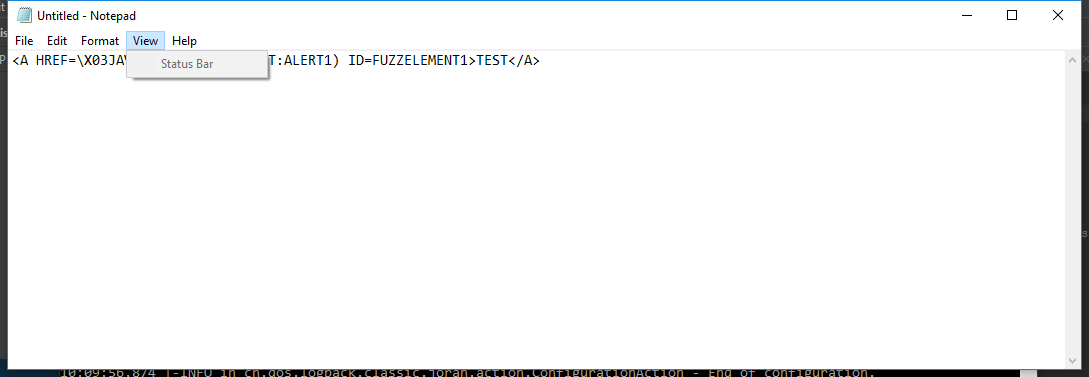 Untitled - Notepad
File Edit Format View Help
<A HREF=\X03JAV T:ALERT1) ID=FUZZELEMENT1>TEST</A>
Status Bar
10:09:56.874 |-INFO in ch.qos.logback.classic.joran.action.ConfigurationAction - End of configuration.